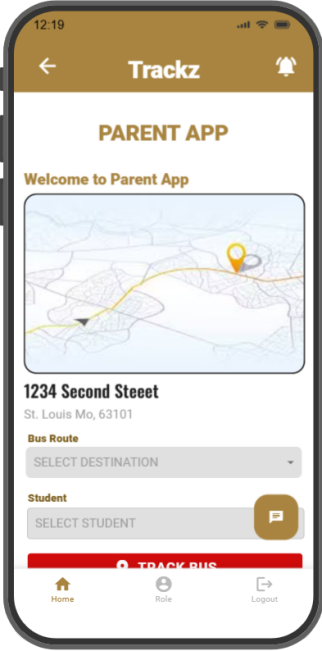 12:19
Trackz
PARENT APP
Welcome to Parent App
1234 Second Steeet
St. Louis Mo, 63101
Bus Route
SELECT DESTINATION
Student
SELECT STUDENT
TRACK BUS
Home
Role
Logout